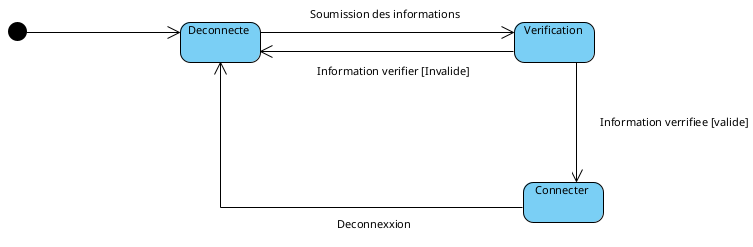 Soumission des informations
Deconnecte
Verification
Information verifier [Invalide]
Information verrifiee [valide]
Connecter
Deconnexxion